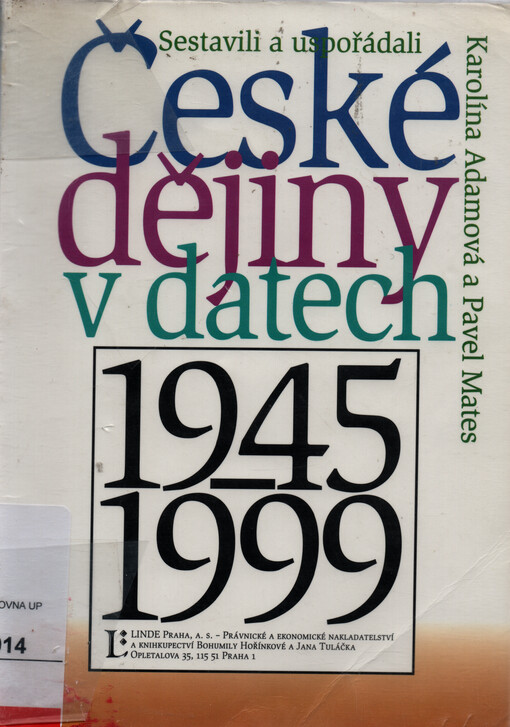 Sestavili a uspořádali
České
dějiny
v datech
Karolína Adamová a Pavel Mates
1945
1999
LINDE PRAHA, A. S. – PRÁVNICKÉ A EKONOMICKÉ NAKLADATELSTVÍ
A KNIHKUPECTVÍ BOHUMILY HOŘÍNKOVÉ A JANA TULÁČKA
OPLETALOVA 35, 115 51 PRAHA 1
OVNA UP
014